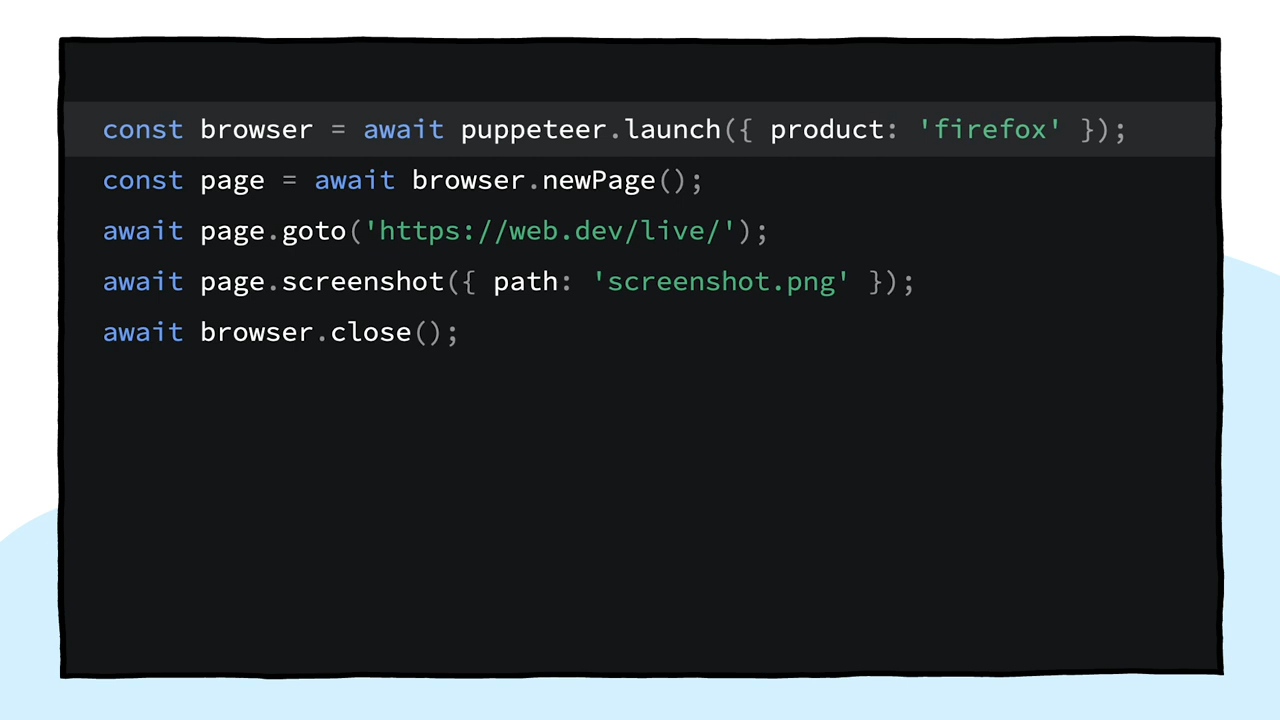 const browser = await puppeteer.launch({ product: 'firefox' });
const page = await browser.newPage();
await page.goto('https://web.dev/live/');
await page.screenshot({ path: 'screenshot.png' });
await browser.close();